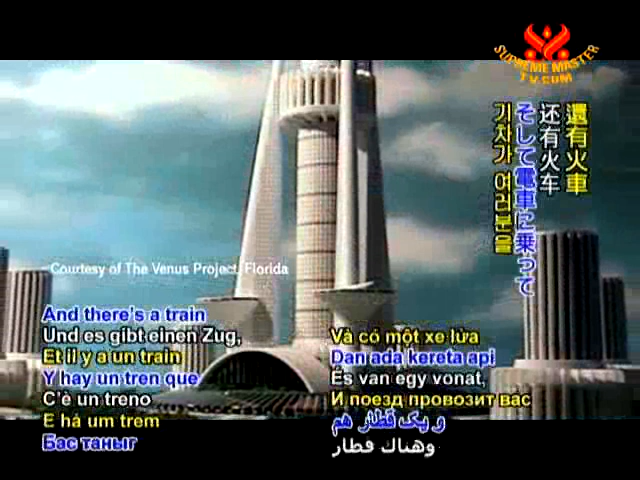 SUPREME MASTER
TV.COM
還有火車
还有火车
そして電車に乗って
기차가 여러분을
Courtesy of The Venus Project, Florida
And there's a train
Und es gibt einen Zug,
Et il y a un train
Y hay un tren que
C'è un treno
E há um trem
Бас таныг
Và có một xe lửa
Dan ada kereta api
És van egy vonat,
И поезд провозит вас
و یک قطار هم
وهناك قطار